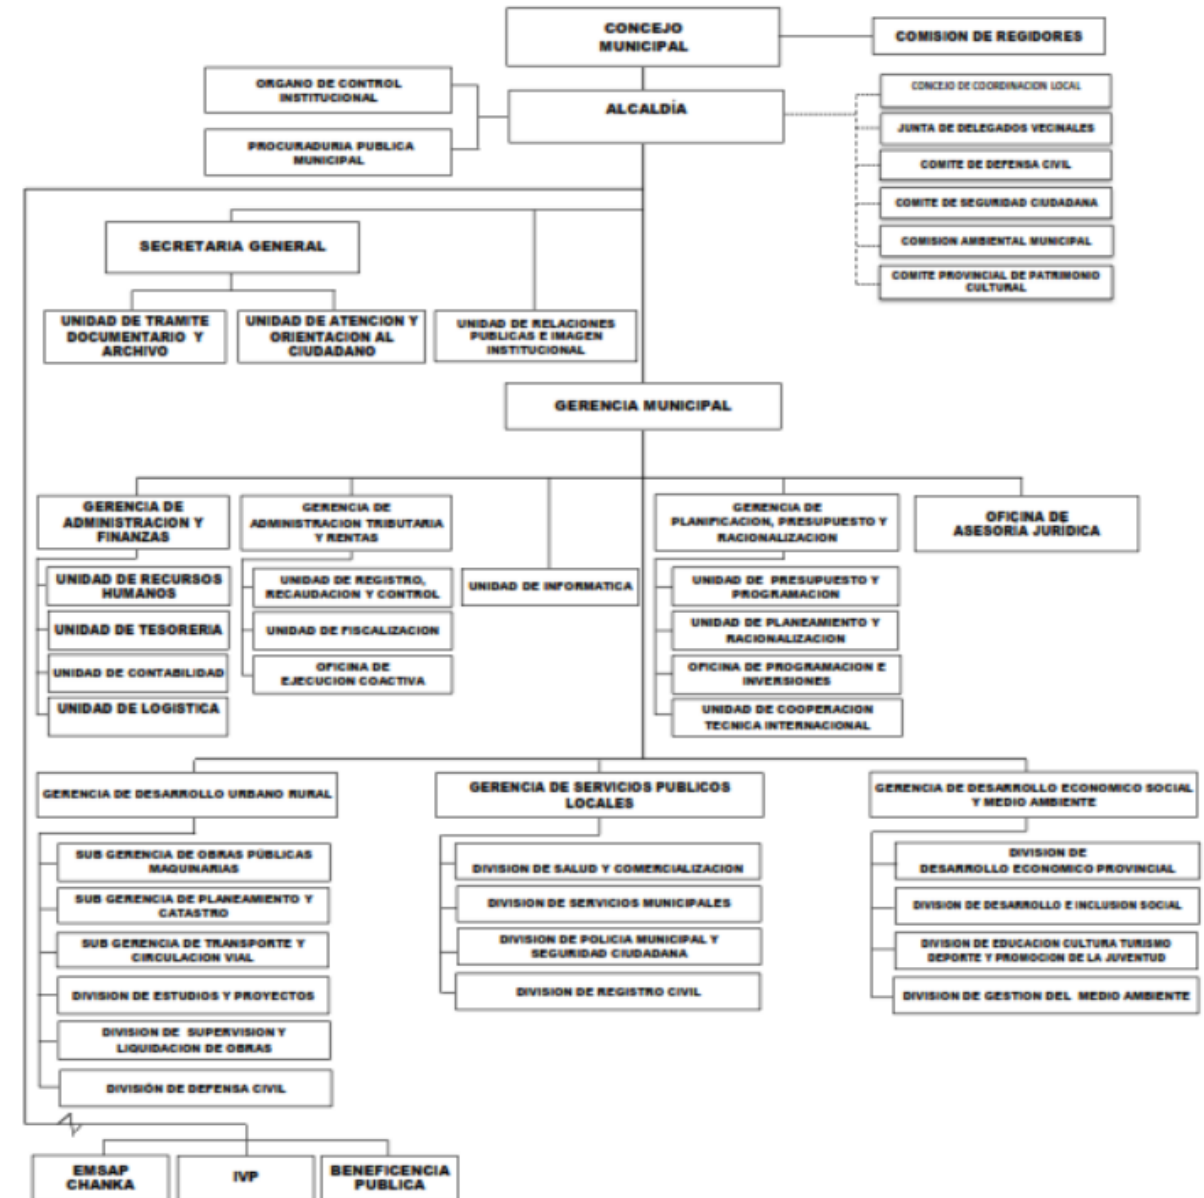 CONCEJO
MUNICIPAL
COMISION DE REGIDORES
ORGANO DE CONTROL
INSTITUCIONAL
ALCALDÍA
PROCURADURIA PUBLICA
MUNICIPAL
CONCEJO DE COORDINACION LOCAL
JUNTA DE DELEGADOS VECINALES
COMITE DE DEFENSA CIVIL
COMITE DE SEGURIDAD CIUDADANA
COMISION AMBIENTAL MUNICIPAL
COMITE PROVINCIAL DE PATRIMONIO
CULTURAL
SECRETARIA GENERAL
UNIDAD DE TRAMITE
DOCUMENTARIO Y
ARCHIVO
UNIDAD DE ATENCION Y
ORIENTACION AL
CIUDADANO
UNIDAD DE RELACIONES
PUBLICAS E IMAGEN
INSTITUCIONAL
GERENCIA MUNICIPAL
GERENCIA DE
ADMINISTRACION Y
FINANZAS
GERENCIA DE
ADMINISTRACION TRIBUTARIA
Y RENTAS
GERENCIA DE
PLANIFICACION, PRESUPUESTO Y
RACIONALIZACION
OFICINA DE
ASESORIA JURIDICA
UNIDAD DE RECURSOS
HUMANOS
UNIDAD DE TESORERIA
UNIDAD DE CONTABILIDAD
UNIDAD DE LOGISTICA
UNIDAD DE REGISTRO,
RECAUDACION Y CONTROL
UNIDAD DE FISCALIZACION
OFICINA DE
EJECUCION COACTIVA
UNIDAD DE INFORMATICA
UNIDAD DE PRESUPUESTO Y
PROGRAMACION
UNIDAD DE PLANEAMIENTO Y
RACIONALIZACION
OFICINA DE PROGRAMACION E
INVERSIONES
UNIDAD DE COOPERACION
TECNICA INTERNACIONAL
GERENCIA DE DESARROLLO URBANO RURAL
GERENCIA DE SERVICIOS PUBLICOS
LOCALES
GERENCIA DE DESARROLLO ECONOMICO SOCIAL
Y MEDIO AMBIENTE
SUB GERENCIA DE OBRAS PÚBLICAS
MAQUINARIAS
SUB GERENCIA DE PLANEAMIENTO Y
CATASTRO
SUB GERENCIA DE TRANSPORTE Y
CIRCULACION VIAL
DIVISION DE ESTUDIOS Y PROYECTOS
DIVISION DE SUPERVISION Y
LIQUIDACION DE OBRAS
DIVISIÓN DE DEFENSA CIVIL
DIVISION DE SALUD Y COMERCIALIZACION
DIVISION DE SERVICIOS MUNICIPALES
DIVISION DE POLICIA MUNICIPAL Y
SEGURIDAD CIUDADANA
DIVISION DE REGISTRO CIVIL
DIVISION DE
DESARROLLO ECONOMICO PROVINCIAL
DIVISION DE DESARROLLO E INCLUSION SOCIAL
DIVISION DE EDUCACION CULTURA TURISMO
DEPORTE Y PROMOCION DE LA JUVENTUD
DIVISION DE GESTION DEL MEDIO AMBIENTE
EMSAP
CHANKA
IVP
BENEFICENCIA
PUBLICA